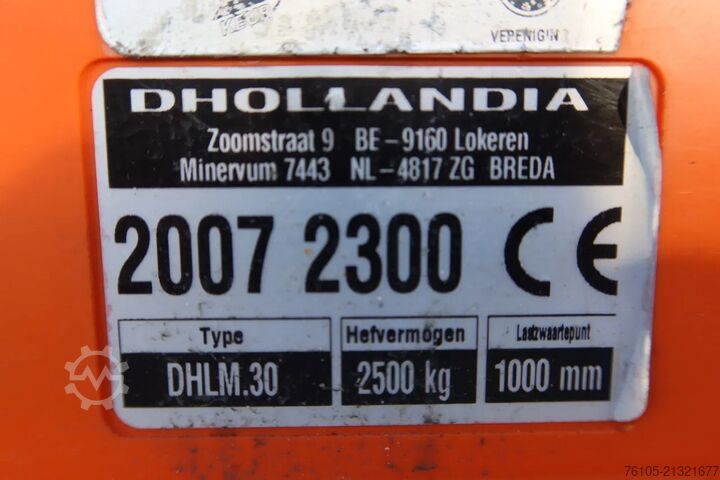 VERENIGIN
DHOLLANDIA
Zoomstraat 9 BE-9160 Lokeren
Minervum 7443 NL-4817 ZG BREDA
2007 2300 CE
Type Hefvermogen Lastzwaartepunt
DHLM.30 2500 kg 1000 mm
76105-21321677